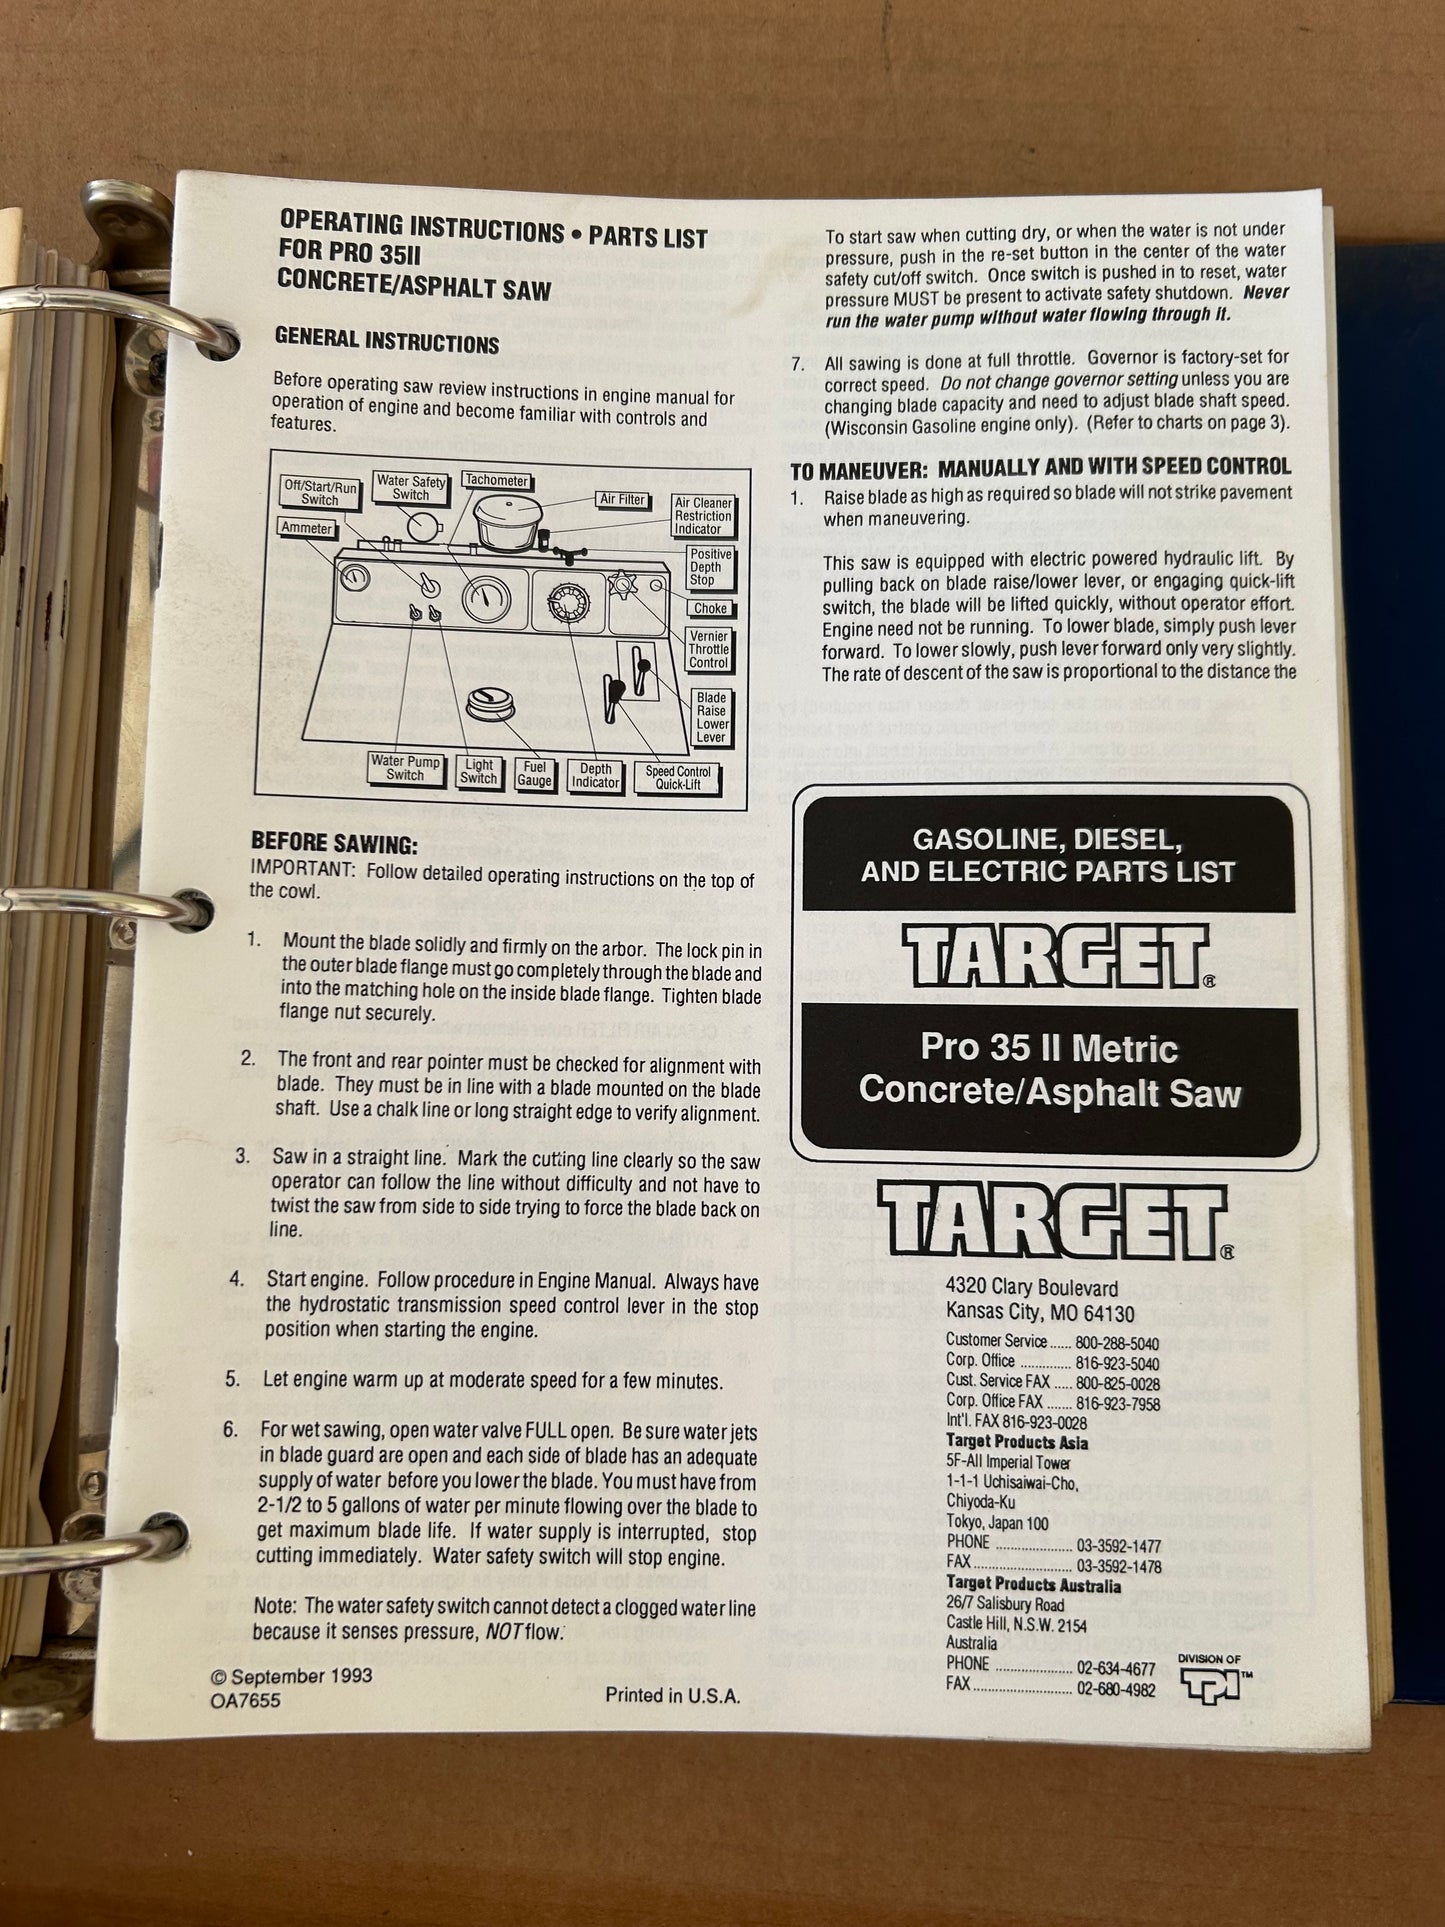 OPERATING INSTRUCTIONS • PARTS LIST
FOR PRO 35II
CONCRETE/ASPHALT SAW
GENERAL INSTRUCTIONS
Before operating saw review instructions in engine manual for
operation of engine and become familiar with controls and
features.
Off/Start/Run
Switch
Water Safety
Switch
Tachometer
Air Filter
Air Cleaner
Restriction
Indicator
Ammeter
Positive
Depth
Stop
Choke
Vernier
Throttle
Control
Blade
Raise
Lower
Lever
Water Pump
Switch
Light
Switch
Fuel
Gauge
Depth
Indicator
Speed Control
Quick-Lift
BEFORE SAWING:
IMPORTANT: Follow detailed operating instructions on the top of
the cowl.
1. Mount the blade solidly and firmly on the arbor. The lock pin in
the outer blade flange must go completely through the blade and
into the matching hole on the inside blade flange. Tighten blade
flange nut securely.
2. The front and rear pointer must be checked for alignment with
blade. They must be in line with a blade mounted on the blade
shaft. Use a chalk line or long straight edge to verify alignment.
3. Saw in a straight line. Mark the cutting line clearly so the saw
operator can follow the line without difficulty and not have to
twist the saw from side to side trying to force the blade back on
line.
4. Start engine. Follow procedure in Engine Manual. Always have
the hydrostatic transmission speed control lever in the stop
position when starting the engine.
5. Let engine warm up at moderate speed for a few minutes.
6. For wet sawing, open water valve FULL open. Be sure water jets
in blade guard are open and each side of blade has an adequate
supply of water before you lower the blade. You must have from
2-1/2 to 5 gallons of water per minute flowing over the blade to
get maximum blade life. If water supply is interrupted, stop
cutting immediately. Water safety switch will stop engine.
Note: The water safety switch cannot detect a clogged water line
because it senses pressure, NOT flow.
© September 1993
OA7655
Printed in U.S.A.
To start saw when cutting dry, or when the water is not under
pressure, push in the re-set button in the center of the water
safety cut/off switch. Once switch is pushed in to reset, water
pressure MUST be present to activate safety shutdown. Never
run the water pump without water flowing through it.
7. All sawing is done at full throttle. Governor is factory-set for
correct speed. Do not change governor setting unless you are
changing blade capacity and need to adjust blade shaft speed.
(Wisconsin Gasoline engine only). (Refer to charts on page 3).
TO MANEUVER: MANUALLY AND WITH SPEED CONTROL
1. Raise blade as high as required so blade will not strike pavement
when maneuvering.
This saw is equipped with electric powered hydraulic lift. By
pulling back on blade raise/lower lever, or engaging quick-lift
switch, the blade will be lifted quickly, without operator effort.
Engine need not be running. To lower blade, simply push lever
forward. To lower slowly, push lever forward only very slightly.
The rate of descent of the saw is proportional to the distance the
GASOLINE, DIESEL,
AND ELECTRIC PARTS LIST
TARGET®
Pro 35 II Metric
Concrete/Asphalt Saw
TARGET®
4320 Clary Boulevard
Kansas City, MO 64130
Customer Service ...... 800-288-5040
Corp. Office ............. 816-923-5040
Cust. Service FAX ..... 800-825-0028
Corp. Office FAX ....... 816-923-7958
Int'l. FAX 816-923-0028
Target Products Asia
5F-All Imperial Tower
1-1-1 Uchisaiwai-Cho,
Chiyoda-Ku
Tokyo, Japan 100
PHONE .................... 03-3592-1477
FAX ......................... 03-3592-1478
Target Products Australia
26/7 Salisbury Road
Castle Hill, N.S.W. 2154
Australia
PHONE .................... 02-634-4677
FAX ......................... 02-680-4982
DIVISION OF
TPI™